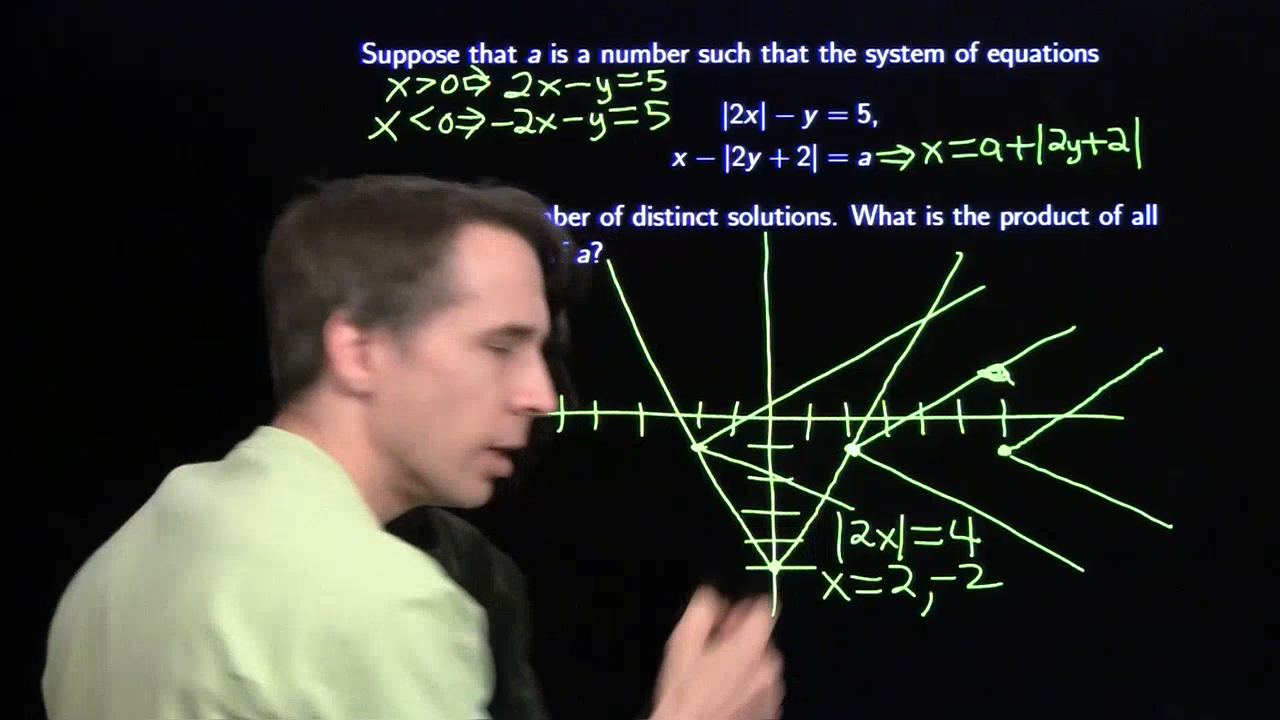 Suppose that a is a number such that the system of equations
x>0⇒ 2x−y=5
x<0⇒−2x−y=5
|2x| − y = 5,
x − |2y + 2| = a ⇒ x=a+|2y+2|
of distinct solutions. What is the product of all
a?
|2x|=4
x=2,−2